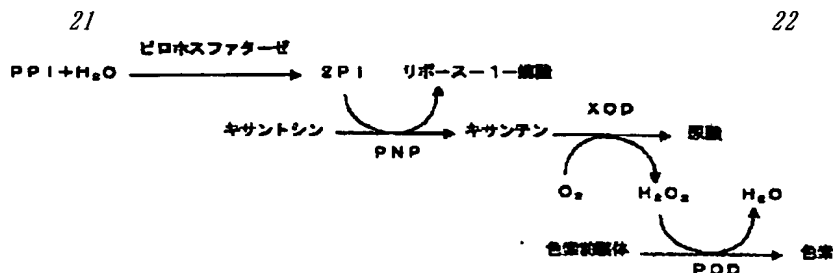 21 22
ピロホスファターゼ
PPI+H₂O 2PI リボース-1-燐酸
XOD
キサントシン PNP キサンテン 尿酸
O₂ H₂O₂ H₂O
色素前駆体 POD 色素